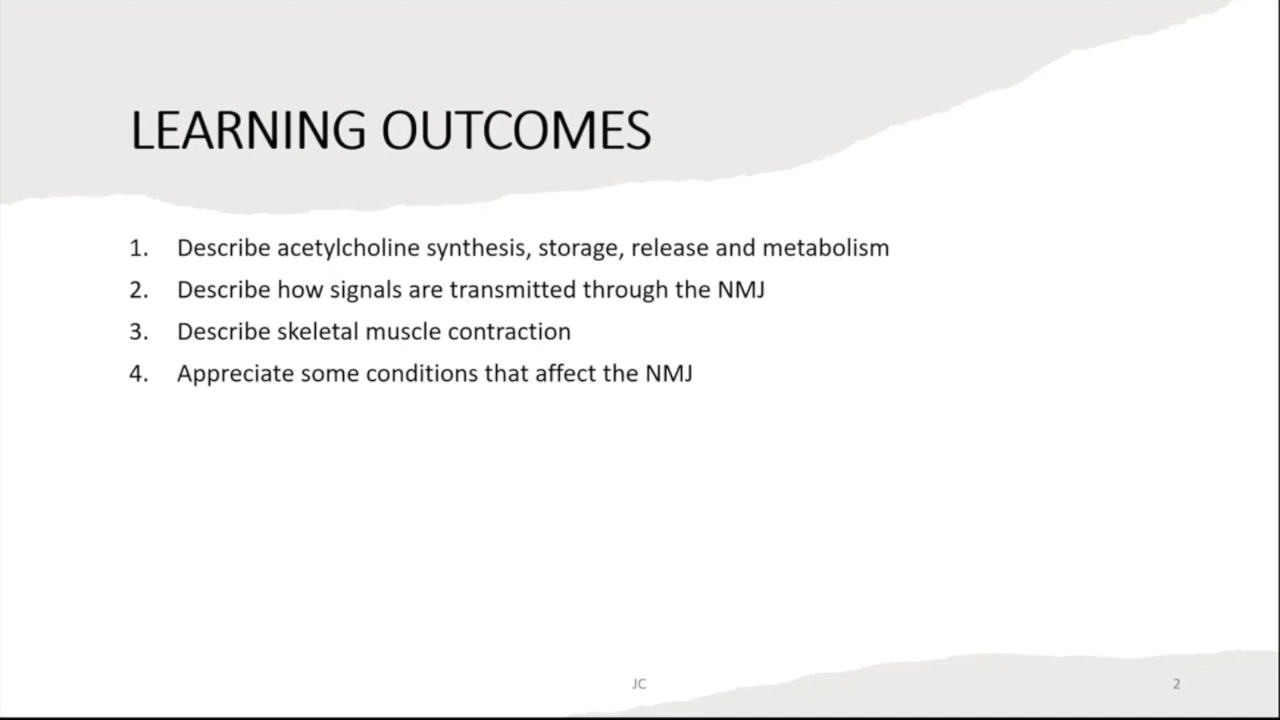 LEARNING OUTCOMES
1. Describe acetylcholine synthesis, storage, release and metabolism
2. Describe how signals are transmitted through the NMJ
3. Describe skeletal muscle contraction
4. Appreciate some conditions that affect the NMJ
JC
2